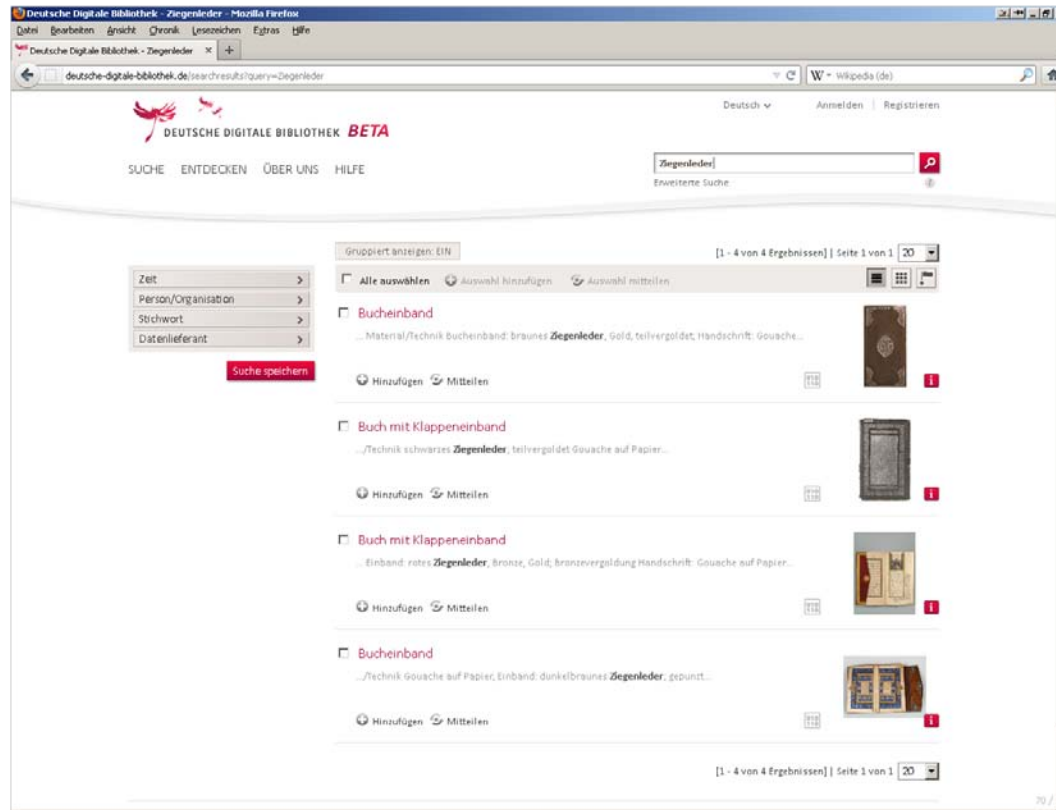 Deutsche Digitale Bibliothek - Ziegenleder - Mozilla Firefox
Datei Bearbeiten Ansicht Chronik Lesezeichen Extras Hilfe
Deutsche Digitale Bibliothek - Ziegenleder × +
deutsche-digitale-bibliothek.de/searchresults?query=Ziegenleder
W Wikipedia (de)
Deutsch Anmelden | Registrieren
DEUTSCHE DIGITALE BIBLIOTHEK BETA
SUCHE ENTDECKEN ÜBER UNS HILFE
Ziegenleder
Erweiterte Suche
Gruppiert anzeigen: EIN
[1 - 4 von 4 Ergebnissen] | Seite 1 von 1 20
Zeit
Person/Organisation
Stichwort
Datenlieferant
Suche speichern
Alle auswählen Auswahl hinzufügen Auswahl mitteilen
Bucheinband
... Material/Technik Bucheinband: braunes Ziegenleder, Gold, teilvergoldet; Handschrift: Gouache...
Hinzufügen Mitteilen
Buch mit Klappeneinband
.../Technik schwarzes Ziegenleder; teilvergoldet Gouache auf Papier...
Hinzufügen Mitteilen
Buch mit Klappeneinband
... Einband: rotes Ziegenleder, Bronze, Gold; bronzevergoldung Handschrift: Gouache auf Papier...
Hinzufügen Mitteilen
Bucheinband
.../Technik Gouache auf Papier, Einband: dunkelbraunes Ziegenleder; gepunzt...
Hinzufügen Mitteilen
[1 - 4 von 4 Ergebnissen] | Seite 1 von 1 20
70 /